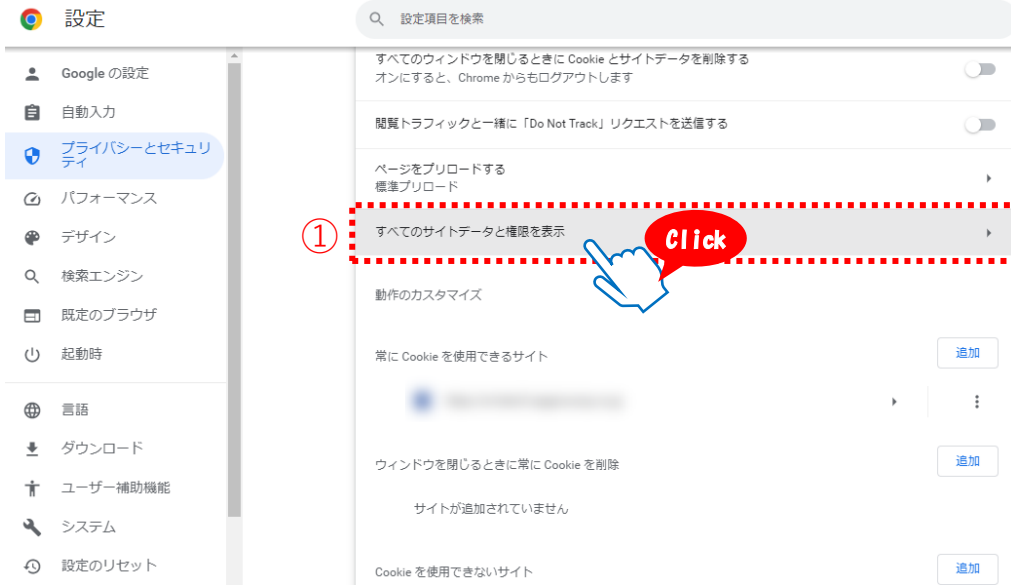 設定
設定項目を検索
Google の設定
自動入力
プライバシーとセキュリ
ティ
パフォーマンス
デザイン
検索エンジン
既定のブラウザ
起動時
言語
ダウンロード
ユーザー補助機能
システム
設定のリセット
すべてのウィンドウを閉じるときに Cookie とサイトデータを削除する
オンにすると、Chrome からもログアウトします
閲覧トラフィックと一緒に「Do Not Track」リクエストを送信する
ページをプリロードする
標準プリロード
① すべてのサイトデータと権限を表示
Click
動作のカスタマイズ
常に Cookie を使用できるサイト
追加
ウィンドウを閉じるときに常に Cookie を削除
追加
サイトが追加されていません
Cookie を使用できないサイト
追加